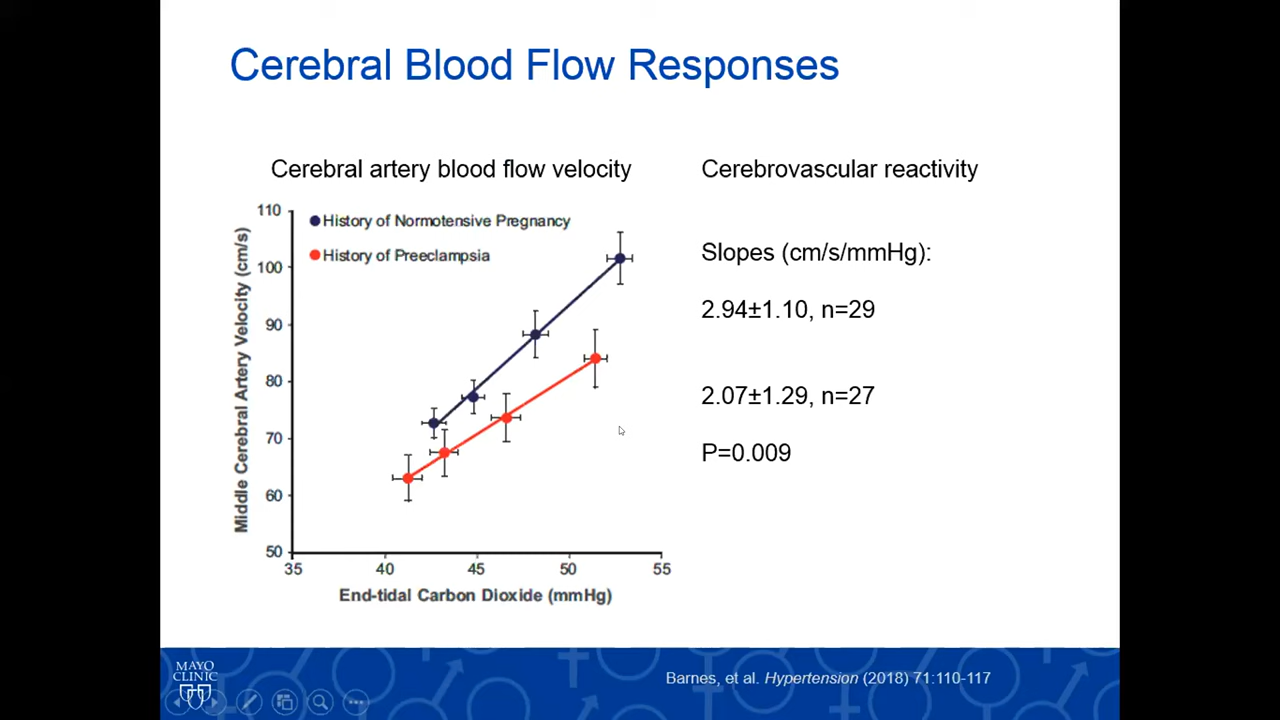 Cerebral Blood Flow Responses
Cerebral artery blood flow velocity
Middle Cerebral Artery Velocity (cm/s)
110
100
90
80
70
60
50
History of Normotensive Pregnancy
History of Preeclampsia
35 40 45 50 55
End-tidal Carbon Dioxide (mmHg)
Cerebrovascular reactivity
Slopes (cm/s/mmHg):
2.94±1.10, n=29
2.07±1.29, n=27
P=0.009
MAYO
CLINIC
Barnes, et al. Hypertension (2018) 71:110-117